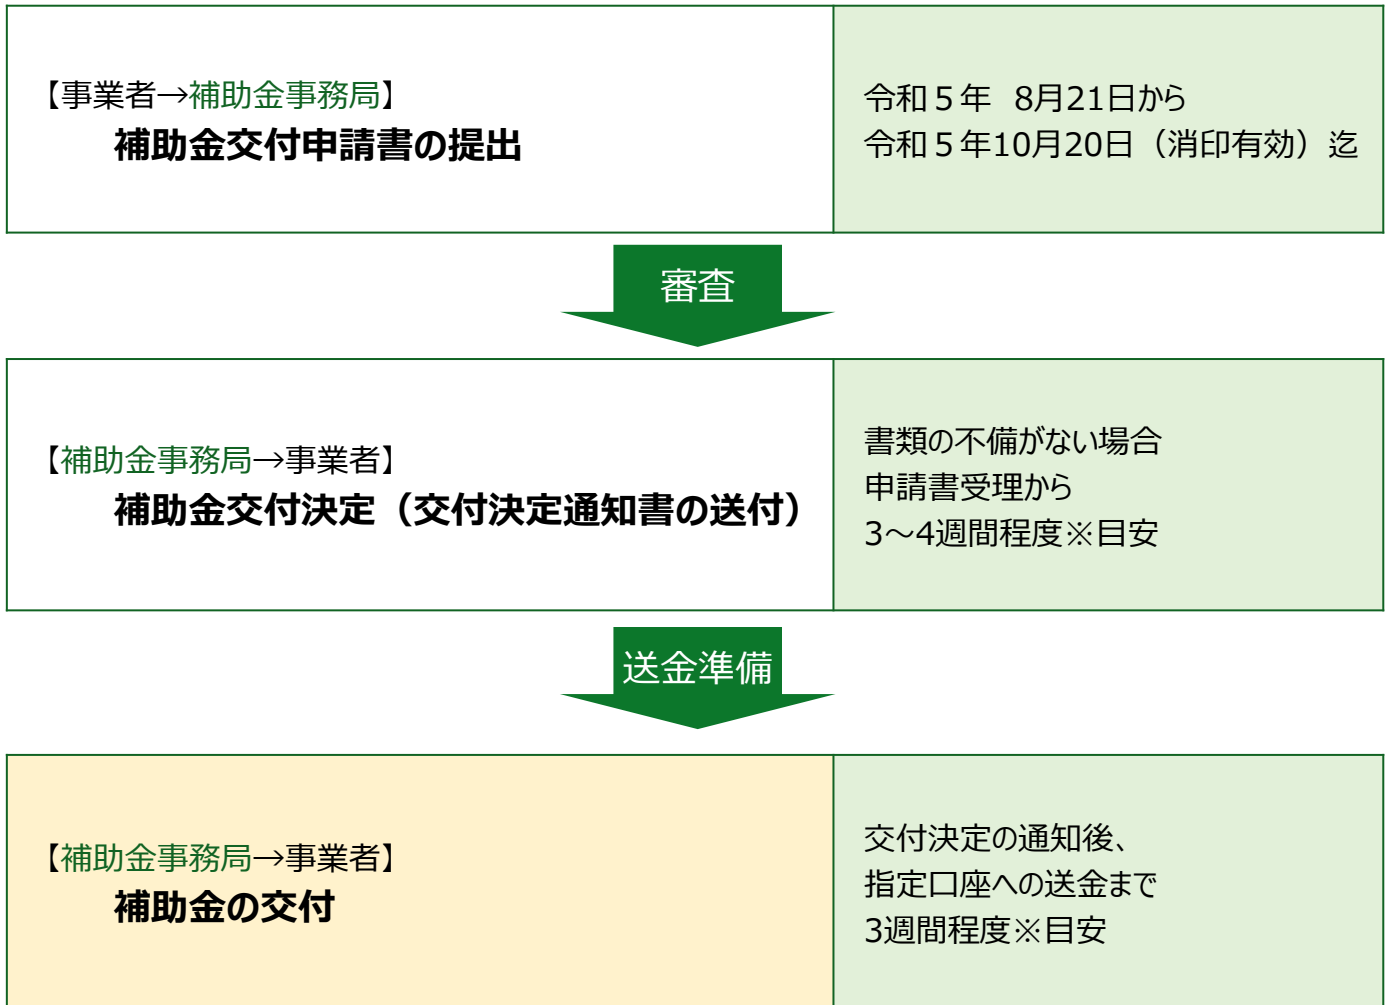 【事業者→補助金事務局】
補助金交付申請書の提出
令和５年 8月21日から
令和５年10月20日（消印有効）迄
審査
【補助金事務局→事業者】
補助金交付決定（交付決定通知書の送付）
書類の不備がない場合
申請書受理から
3～4週間程度※目安
送金準備
【補助金事務局→事業者】
補助金の交付
交付決定の通知後、
指定口座への送金まで
3週間程度※目安